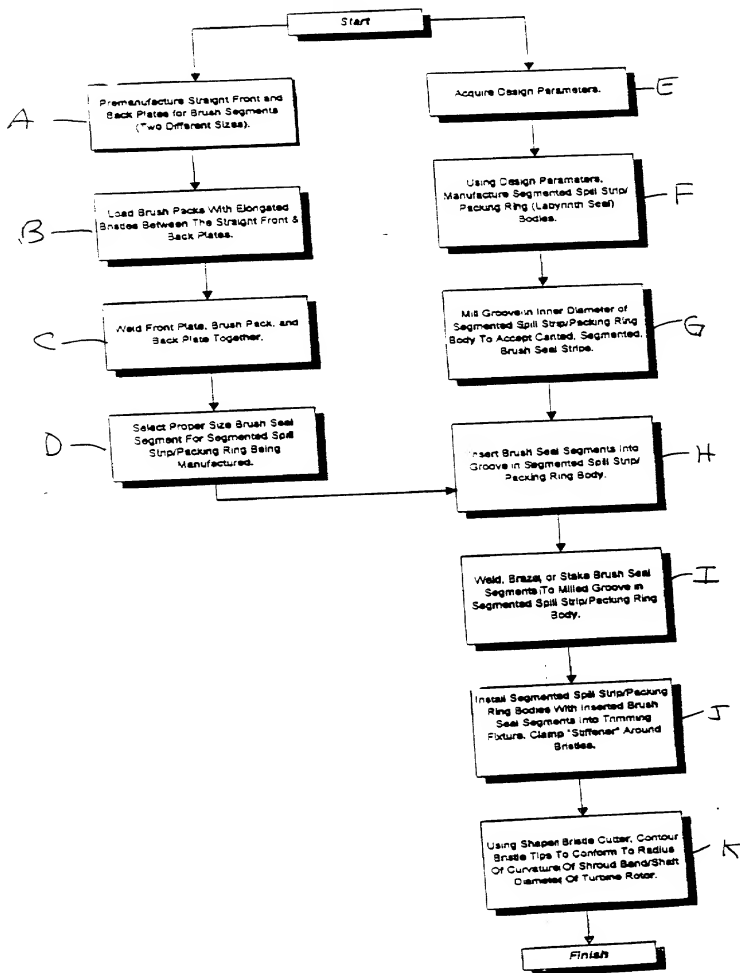 Start
A
Premanufacture Straight Front and
Back Plates for Brush Segments
(Two Different Sizes).
B
Load Brush Packs With Elongated
Bristles Between The Straight Front &
Back Plates.
C
Weld Front Plate, Brush Pack, and
Back Plate Together.
D
Select Proper Size Brush Seal
Segment For Segmented Spill
Strip/Packing Ring Being
Manufactured.
Acquire Design Parameters.
E
Using Design Parameters,
Manufacture Segmented Spill Strip/
Packing Ring (Labyrinth Seal)
Bodies.
F
Mill Groove in Inner Diameter of
Segmented Spill Strip/Packing Ring
Body To Accept Canted, Segmented,
Brush Seal Strips.
G
Insert Brush Seal Segments Into
Groove in Segmented Spill Strip/
Packing Ring Body.
H
Weld, Braze, or Stake Brush Seal
Segments To Milled Groove in
Segmented Spill Strip/Packing Ring
Body.
I
Install Segmented Spill Strip/Packing
Ring Bodies With Inserted Brush
Seal Segments Into Trimming
Fixture. Clamp "Stiffener" Around
Bristles.
J
Using Shaper Bristle Cutter, Contour
Bristle Tips To Conform To Radius
Of Curvature Of Shroud Band/Shaft
Diameter Of Turbine Rotor.
K
Finish